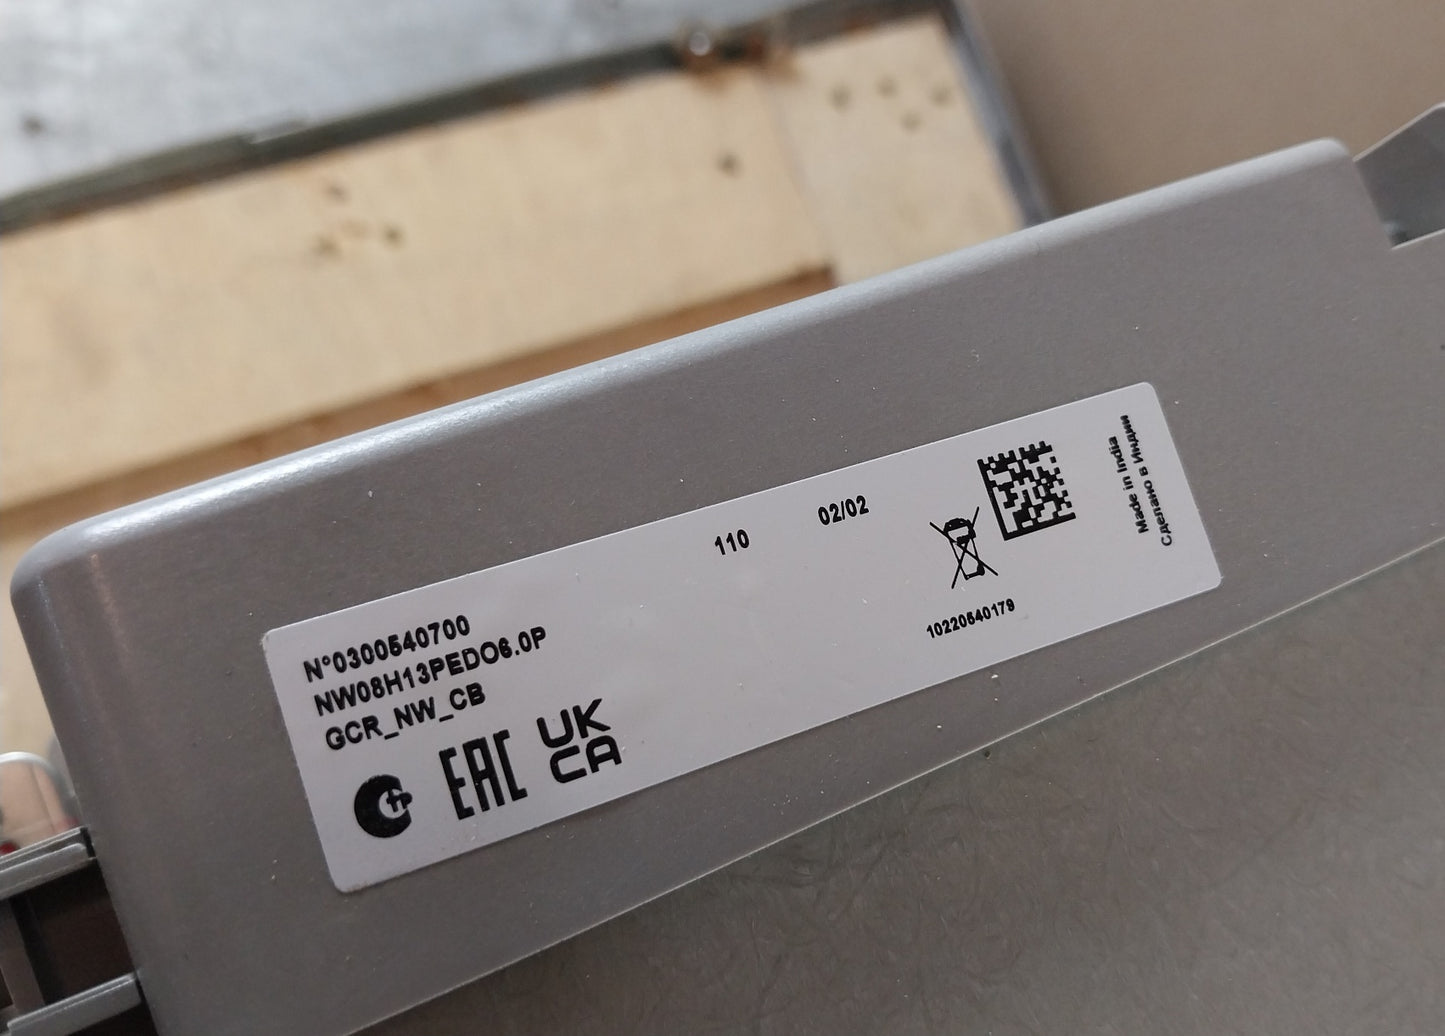 N°0300540700
NW08H13PEDO6.0P
GCR_NW_CB
EAC
UK
CA
110
02/02
10220540179
Made in India
Сделано в Индии